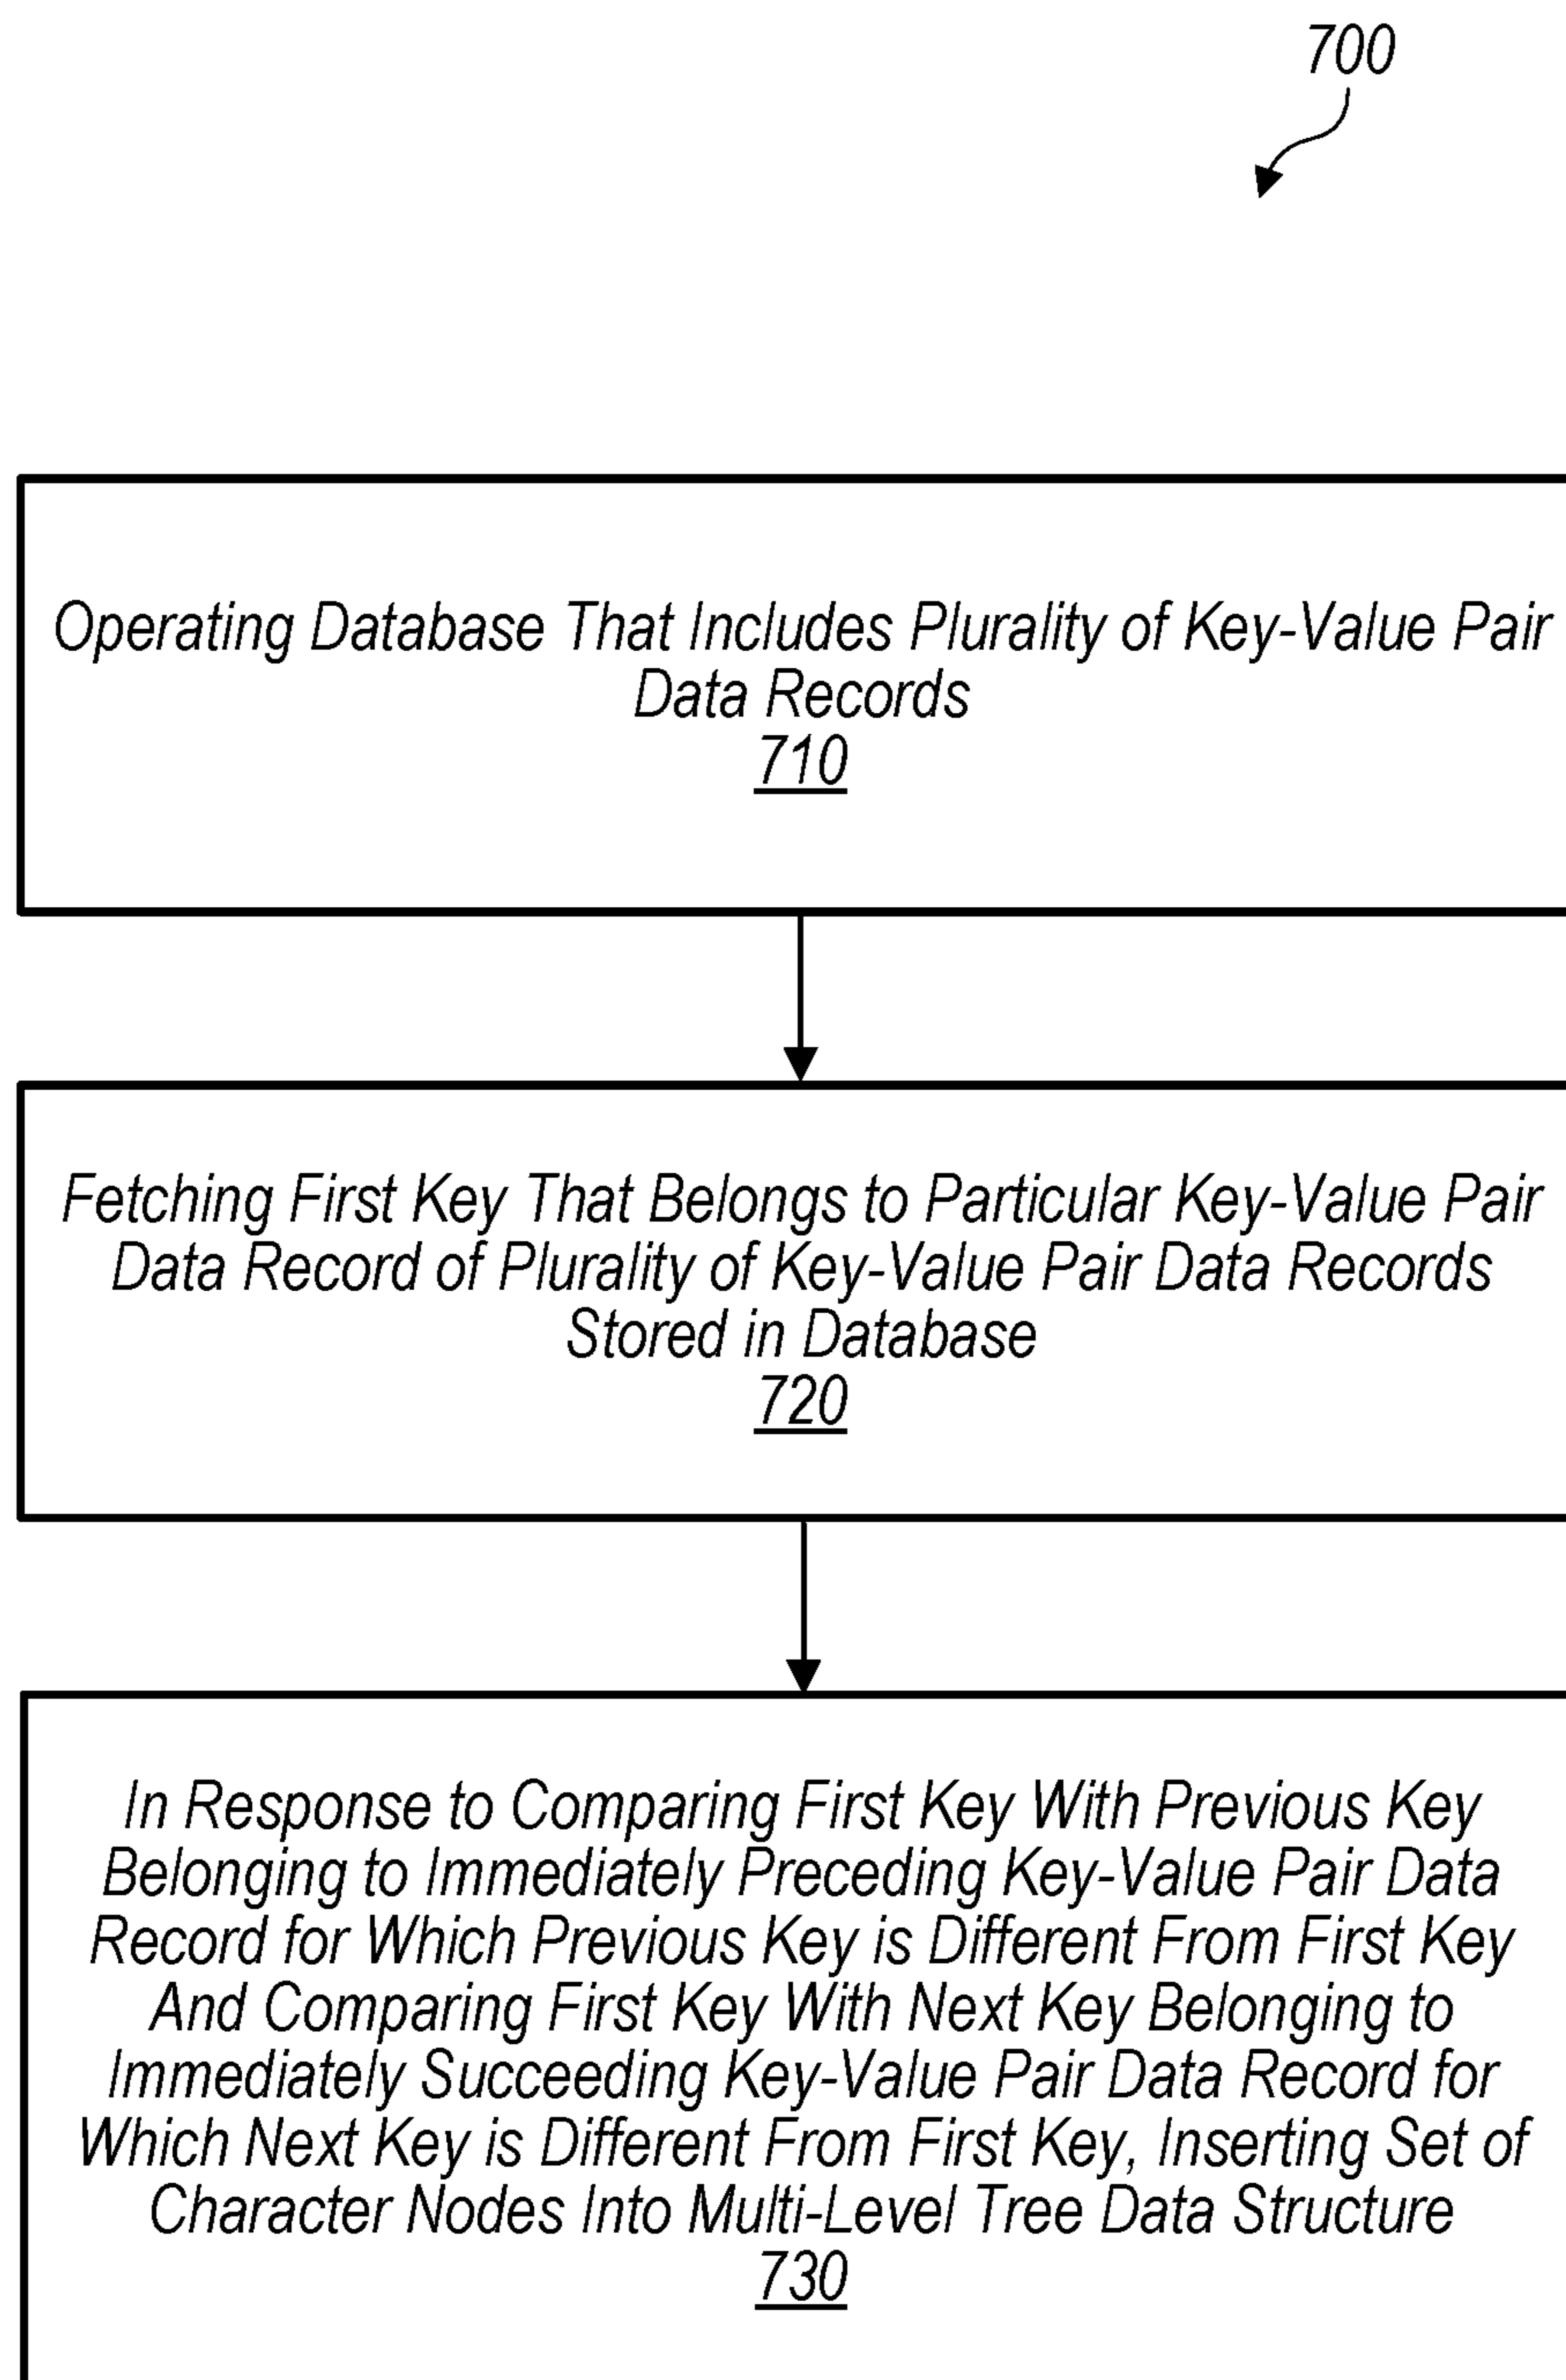 700
Operating Database That Includes Plurality of Key-Value Pair
Data Records
710
Fetching First Key That Belongs to Particular Key-Value Pair
Data Record of Plurality of Key-Value Pair Data Records
Stored in Database
720
In Response to Comparing First Key With Previous Key
Belonging to Immediately Preceding Key-Value Pair Data
Record for Which Previous Key is Different From First Key
And Comparing First Key With Next Key Belonging to
Immediately Succeeding Key-Value Pair Data Record for
Which Next Key is Different From First Key, Inserting Set of
Character Nodes Into Multi-Level Tree Data Structure
730